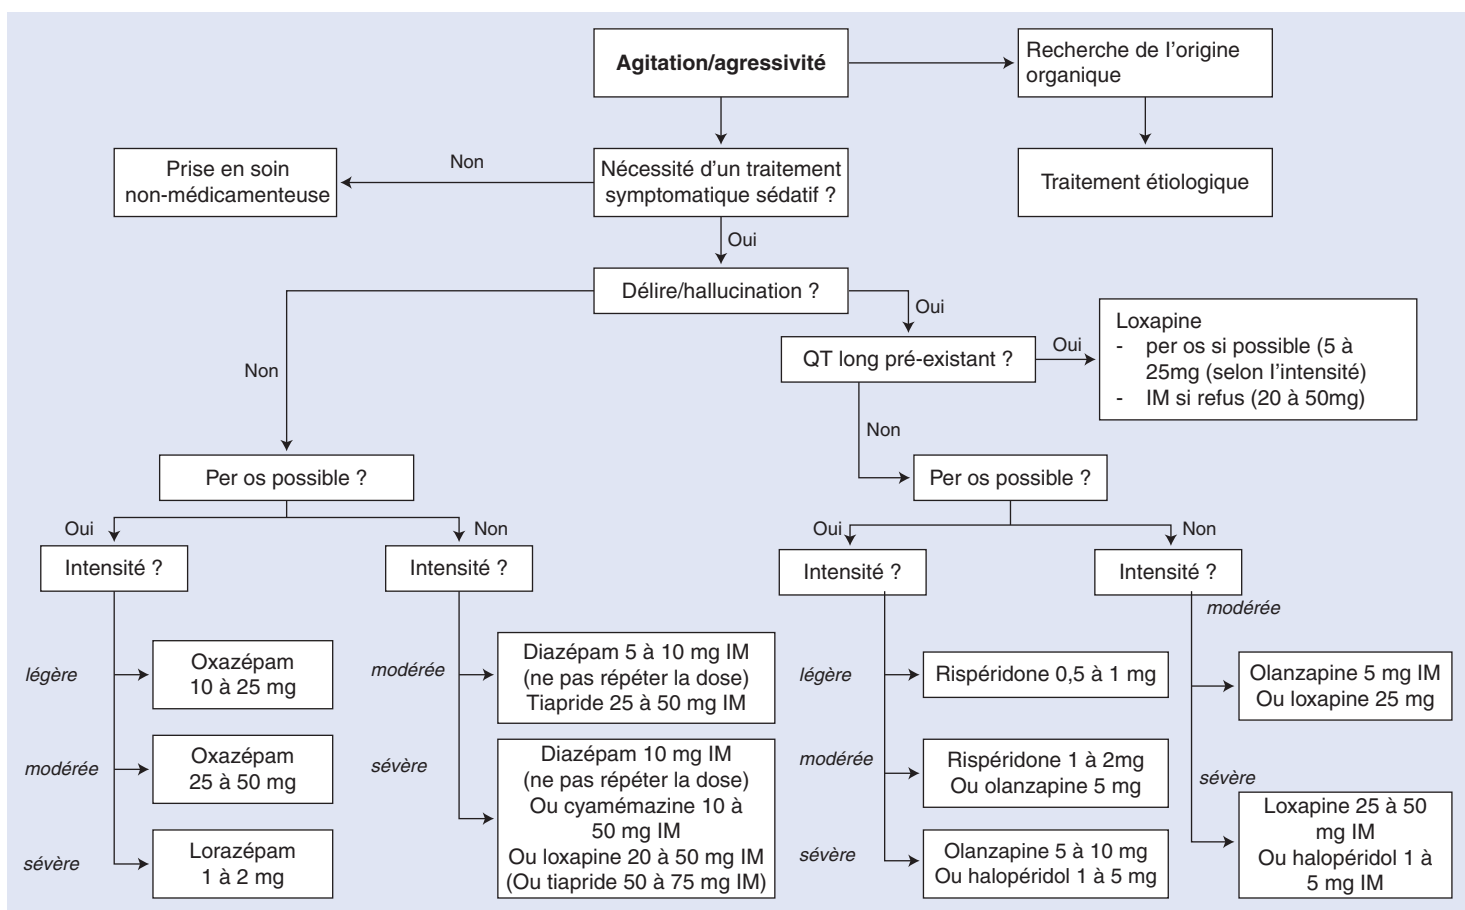 Agitation/agressivité
Recherche de l'origine
organique
Prise en soin
non-médicamenteuse
Non
Nécessité d'un traitement
symptomatique sédatif ?
Traitement étiologique
Oui
Délire/hallucination ?
Oui
Non
QT long pré-existant ?
Oui
Loxapine
- per os si possible (5 à
25mg (selon l'intensité)
- IM si refus (20 à 50mg)
Non
Per os possible ?
Per os possible ?
Oui
Non
Oui
Non
Intensité ?
Intensité ?
Intensité ?
Intensité ?
légère
Oxazépam
10 à 25 mg
modérée
Oxazépam
25 à 50 mg
sévère
Lorazépam
1 à 2 mg
modérée
Diazépam 5 à 10 mg IM
(ne pas répéter la dose)
Tiapride 25 à 50 mg IM
sévère
Diazépam 10 mg IM
(ne pas répéter la dose)
Ou cyamémazine 10 à
50 mg IM
Ou loxapine 20 à 50 mg IM
(Ou tiapride 50 à 75 mg IM)
légère
Rispéridone 0,5 à 1 mg
modérée
Rispéridone 1 à 2mg
Ou olanzapine 5 mg
sévère
Olanzapine 5 à 10 mg
Ou halopéridol 1 à 5 mg
modérée
Olanzapine 5 mg IM
Ou loxapine 25 mg
sévère
Loxapine 25 à 50
mg IM
Ou halopéridol 1 à
5 mg IM